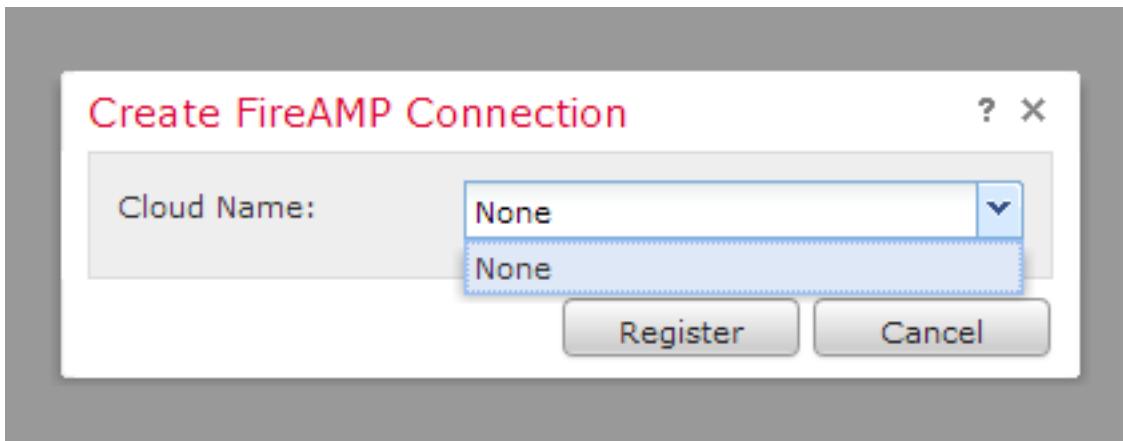 Create FireAMP Connection ? ×
Cloud Name: None
None
Register Cancel